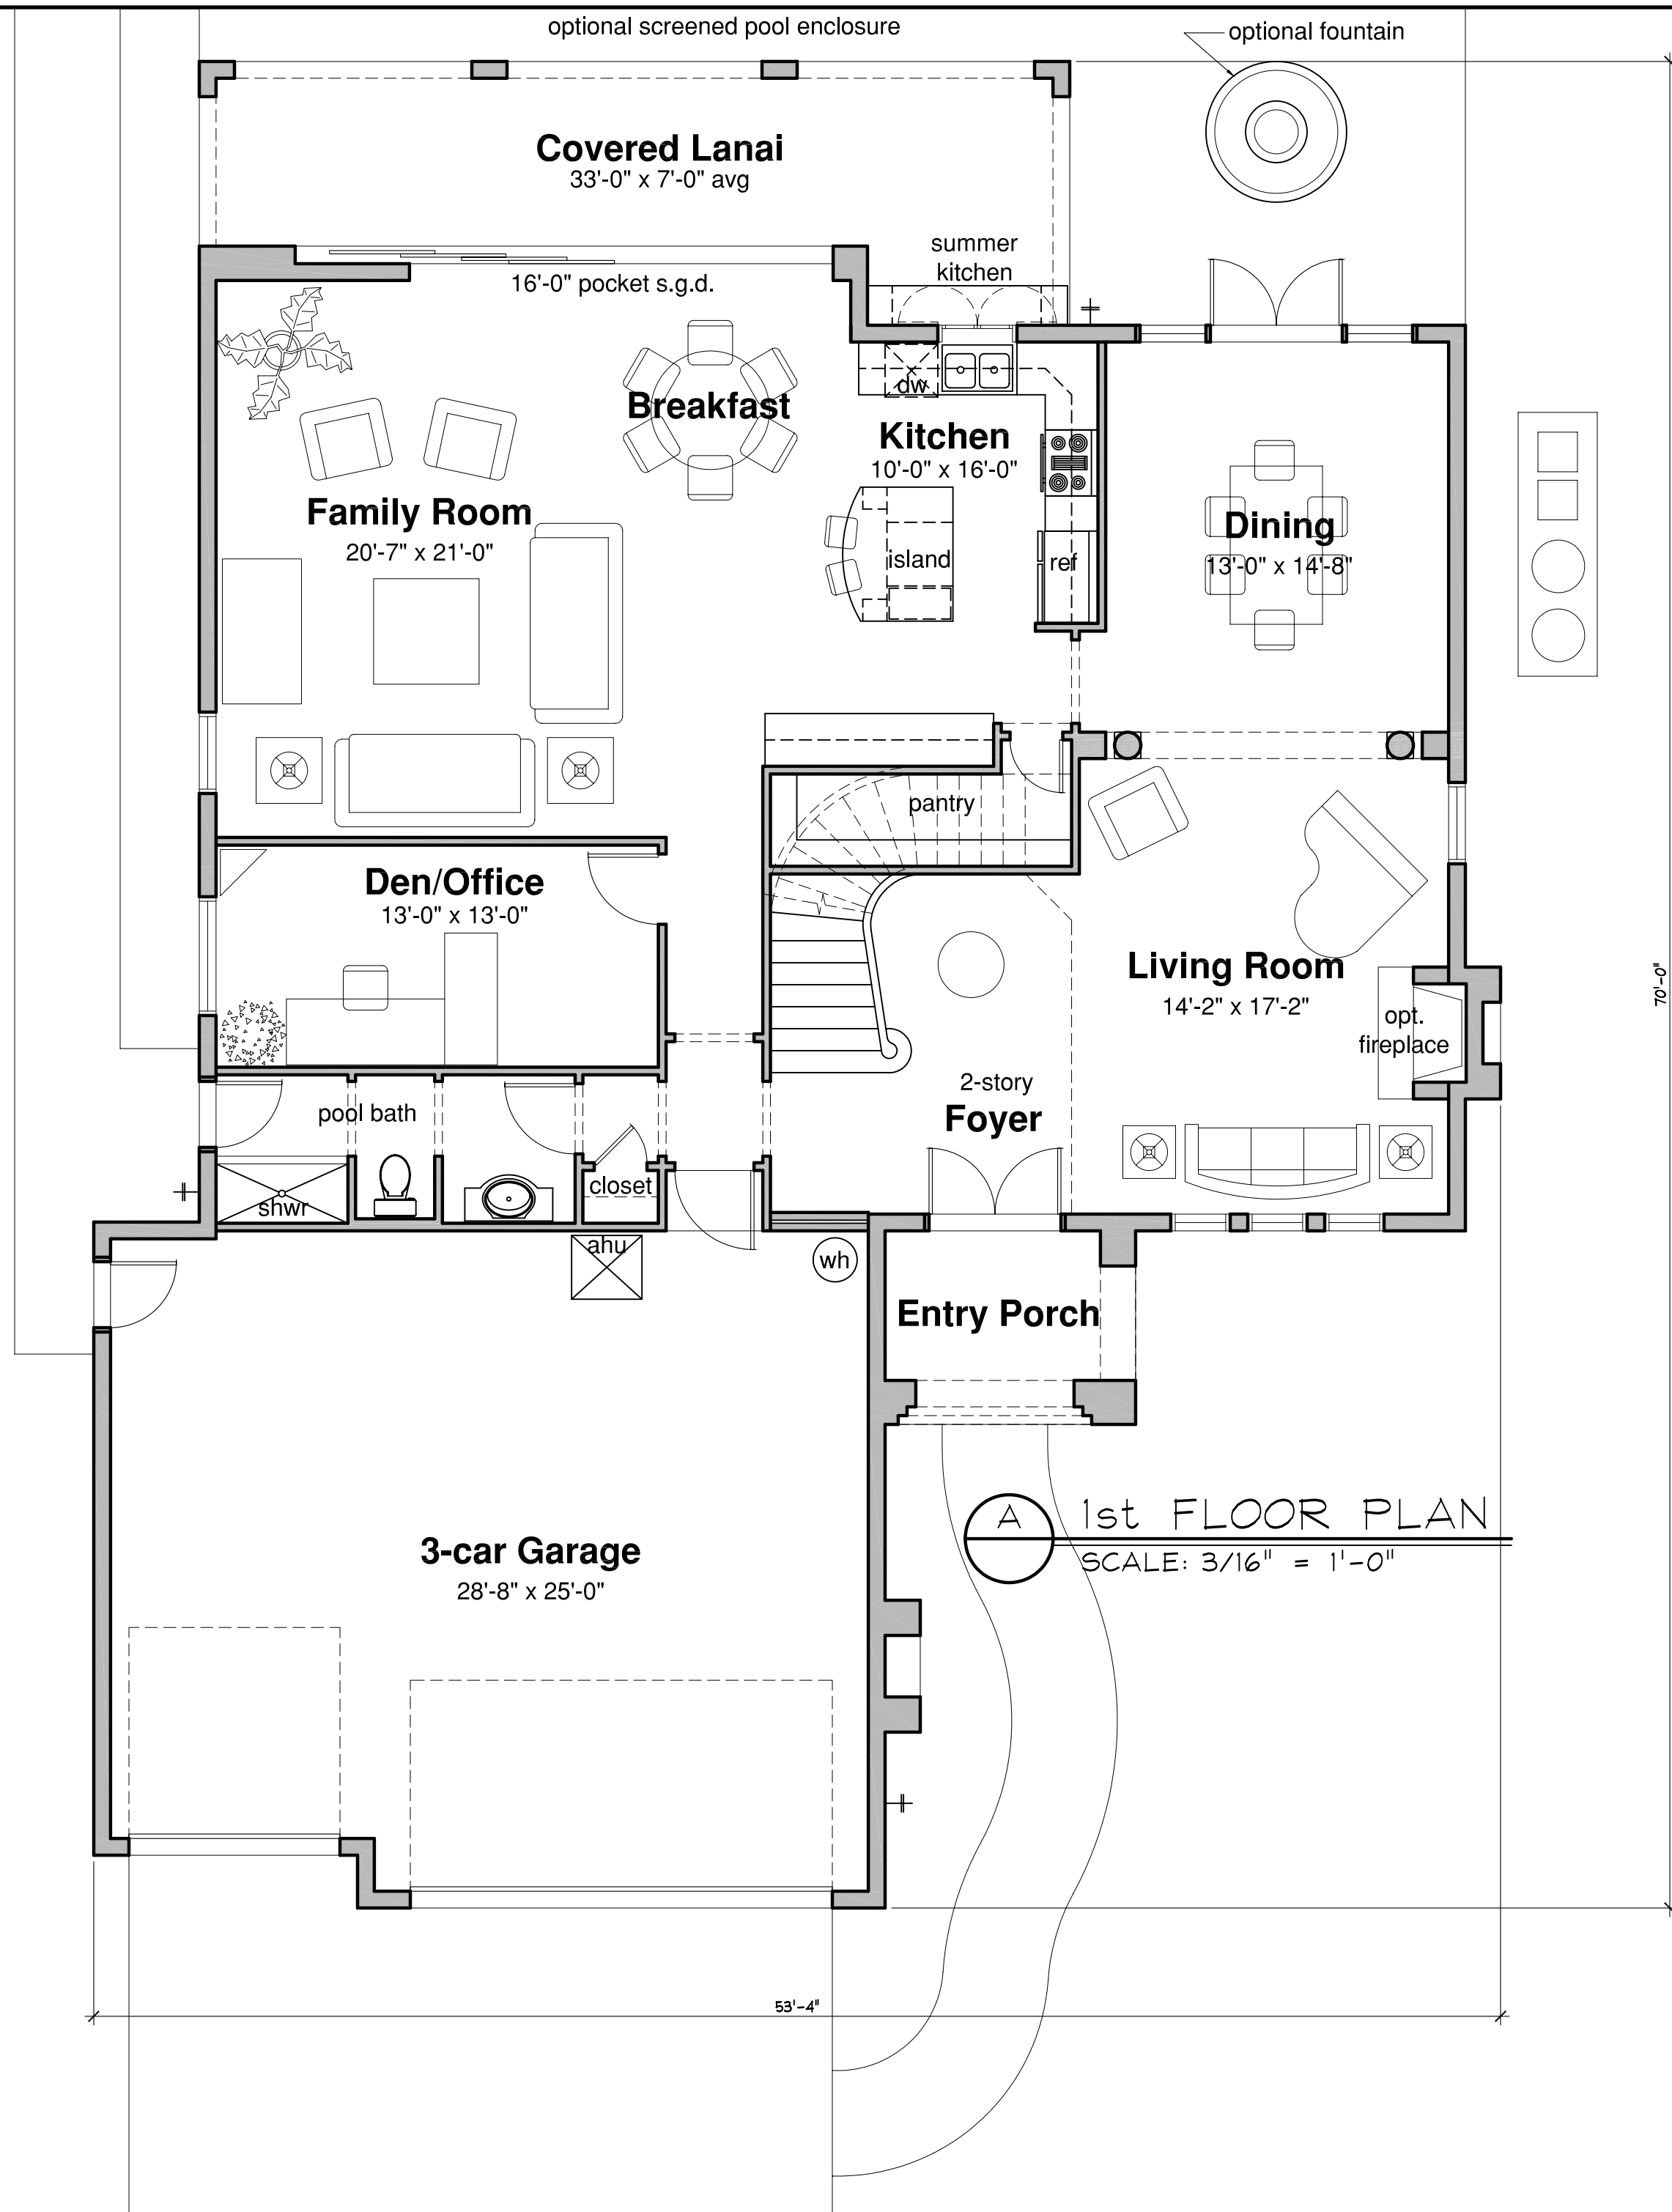 optional screened pool enclosure
optional fountain
Covered Lanai
33'-0" x 7'-0" avg
summer
kitchen
16'-0" pocket s.g.d.
Breakfast
dw
Kitchen
10'-0" x 16'-0"
Family Room
20'-7" x 21'-0"
island
ref
Dining
13'-0" x 14'-8"
pantry
Den/Office
13'-0" x 13'-0"
Living Room
14'-2" x 17'-2"
70'-0"
opt.
fireplace
2-story
Foyer
pool bath
closet
shwr
ahu
wh
Entry Porch
A
1st FLOOR PLAN
SCALE: 3/16" = 1'-0"
3-car Garage
28'-8" x 25'-0"
53'-4"